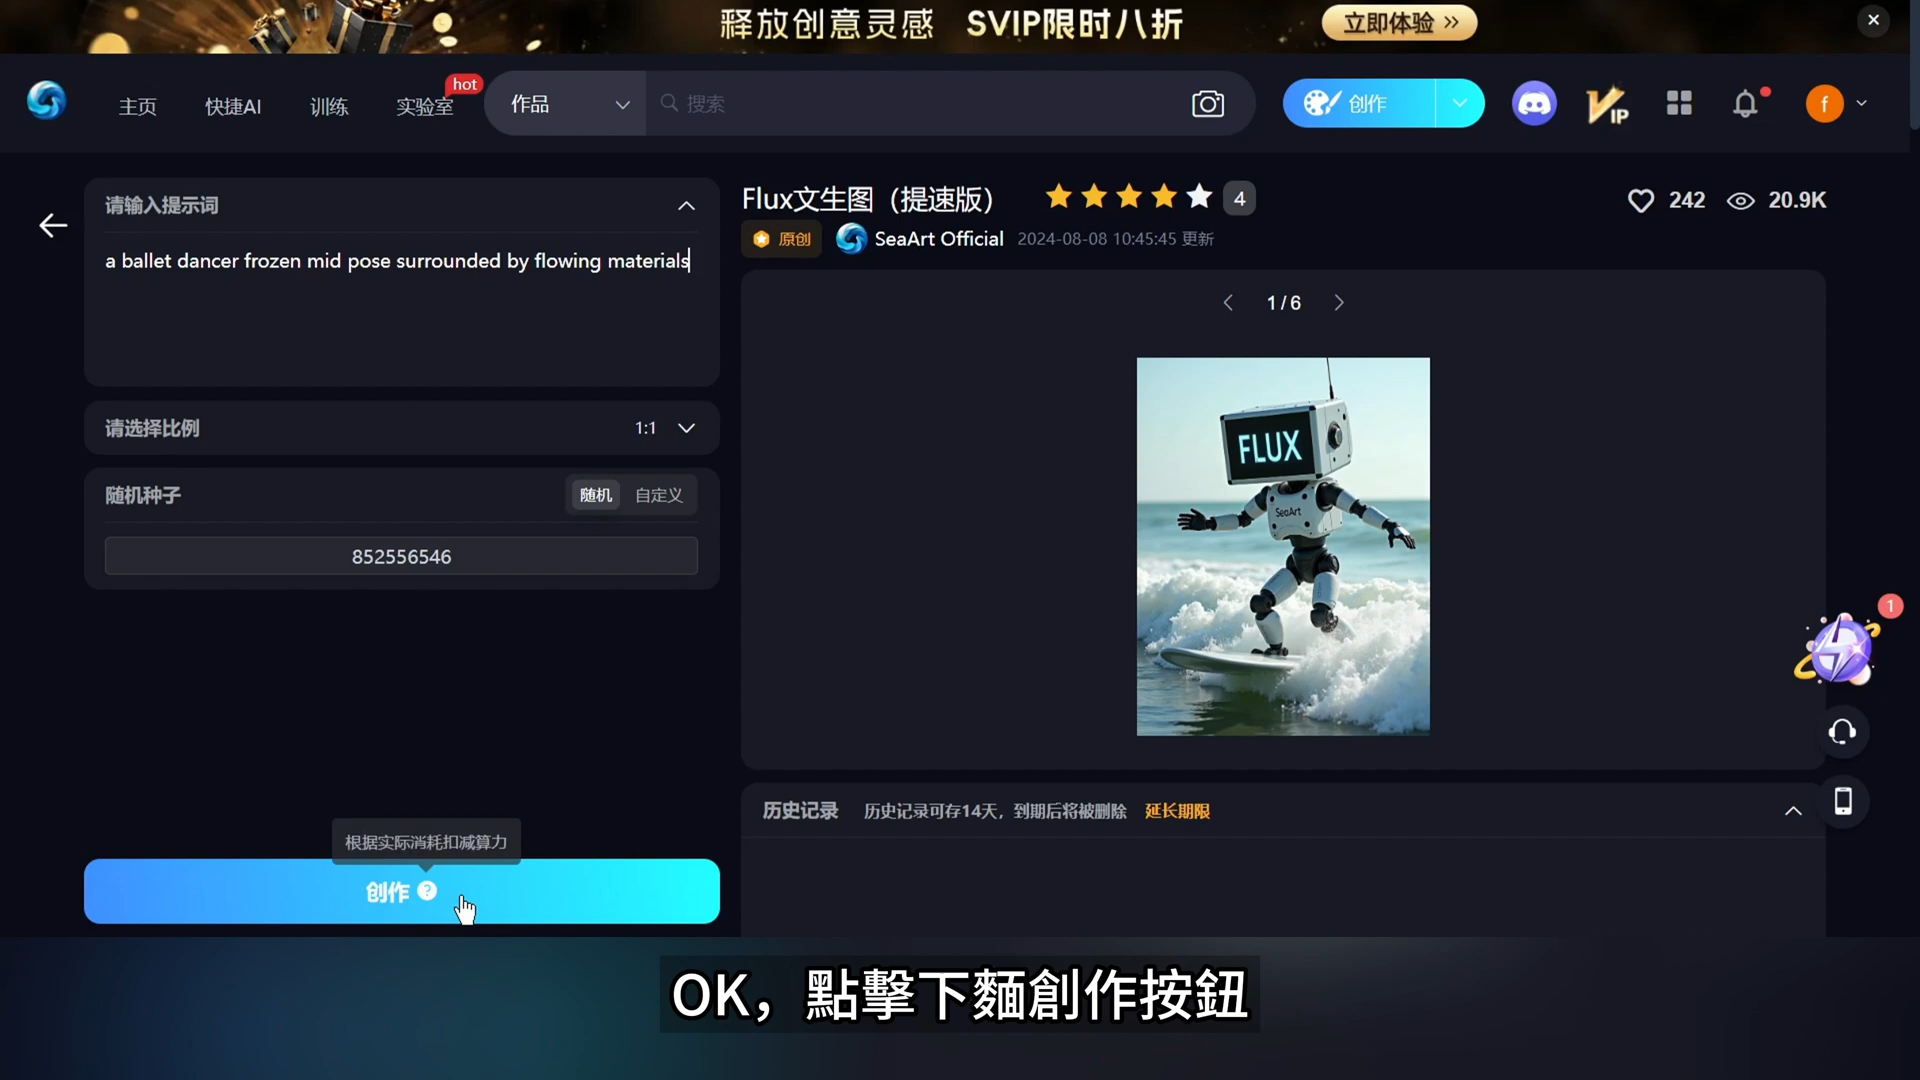 释放创意灵感 SVIP限时八折 立即体验 >>
主页 快捷AI 训练 实验室 hot 作品 搜索 创作 VIP f
请输入提示词
a ballet dancer frozen mid pose surrounded by flowing materials
请选择比例 1:1
随机种子 随机 自定义
852556546
根据实际消耗扣减算力
创作 ?
Flux文生图（提速版） 4 242 20.9K
原创 SeaArt Official 2024-08-08 10:45:45 更新
1 / 6
FLUX
SeaArt
1
历史记录 历史记录可存14天，到期后将被删除 延长期限
OK，點擊下麵創作按鈕